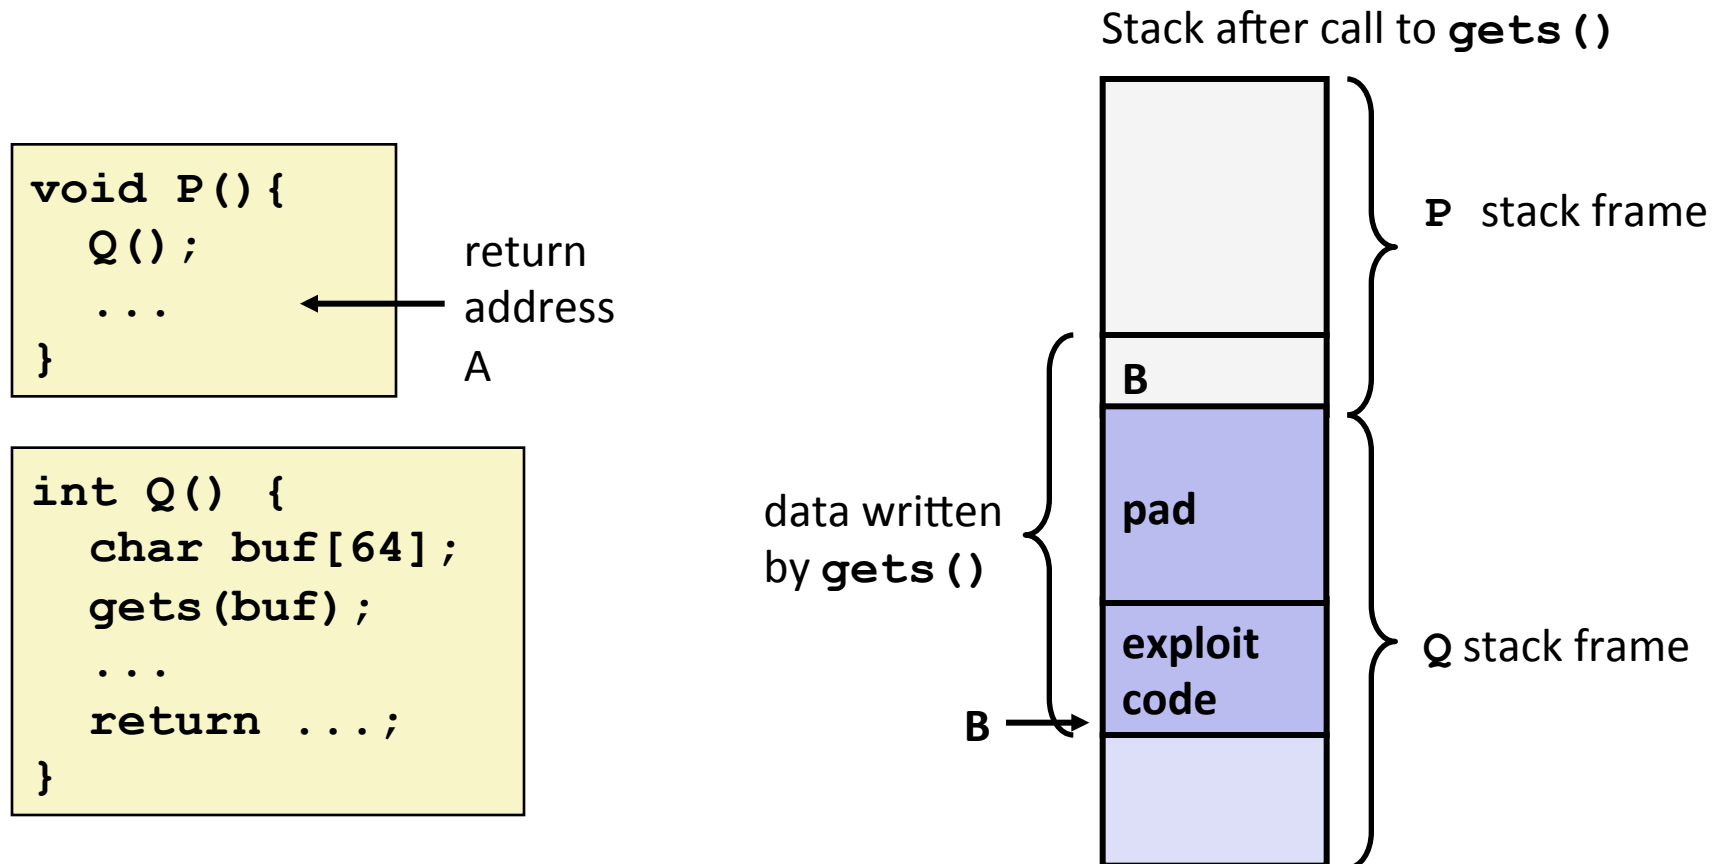 Stack after call to gets()
void P(){
  Q();
  ...
}
return
address
A
int Q() {
  char buf[64];
  gets(buf);
  ...
  return ...;
}
P stack frame
B
data written
by gets()
pad
exploit
code
B
Q stack frame